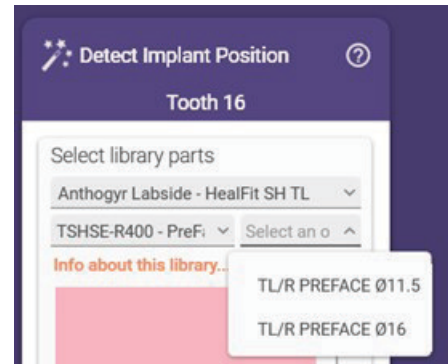 Detect Implant Position
Tooth 16
Select library parts
Anthogyr Labside - HealFit SH TL
TSHSE-R400 - PreFa Select an o
Info about this library...
TL/R PREFACE Ø11.5
TL/R PREFACE Ø16